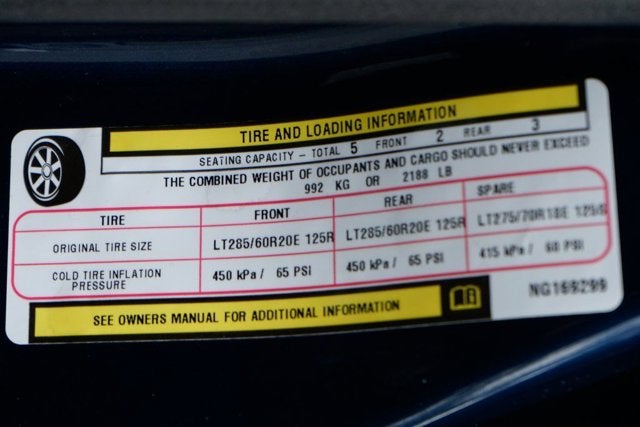 TIRE AND LOADING INFORMATION
SEATING CAPACITY – TOTAL 5 FRONT 2 REAR 3
THE COMBINED WEIGHT OF OCCUPANTS AND CARGO SHOULD NEVER EXCEED
992 KG OR 2188 LB
TIRE FRONT REAR SPARE
ORIGINAL TIRE SIZE LT285/60R20E 125R LT285/60R20E 125R LT275/70R18E
COLD TIRE INFLATION PRESSURE 450 kPa / 65 PSI 450 kPa / 65 PSI 415 kPa / 60 PSI
SEE OWNERS MANUAL FOR ADDITIONAL INFORMATION